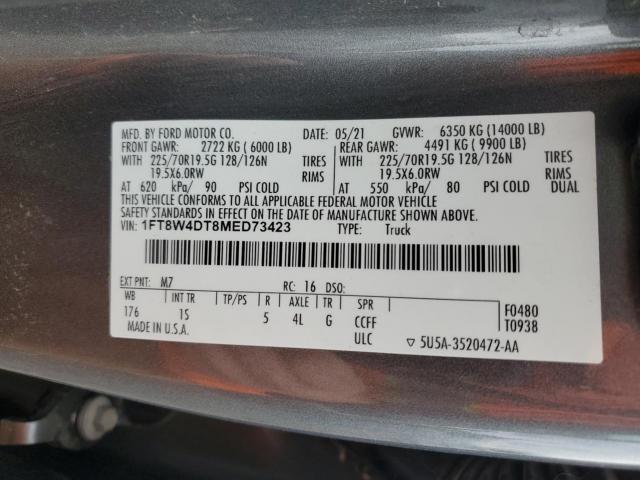 MFD. BY FORD MOTOR CO. DATE: 05/21 GVWR: 6350 KG (14000 LB)
FRONT GAWR: 2722 KG ( 6000 LB) REAR GAWR: 4491 KG ( 9900 LB)
WITH 225/70R19.5G 128/126N TIRES WITH 225/70R19.5G 128/126N TIRES
19.5X6.0RW RIMS 19.5X6.0RW RIMS
AT 620 kPa/ 90 PSI COLD AT 550 kPa/ 80 PSI COLD DUAL
THIS VEHICLE CONFORMS TO ALL APPLICABLE FEDERAL MOTOR VEHICLE
SAFETY STANDARDS IN EFFECT ON THE DATE OF MANUFACTURE SHOWN ABOVE.
VIN: 1FT8W4DT8MED73423 TYPE: Truck
EXT PNT: M7 RC: 16 DSO:
WB INT TR TP/PS R AXLE TR SPR F0480
176 1S 5 4L G CCFF T0938
MADE IN U.S.A. ULC ▽ 5U5A-3520472-AA